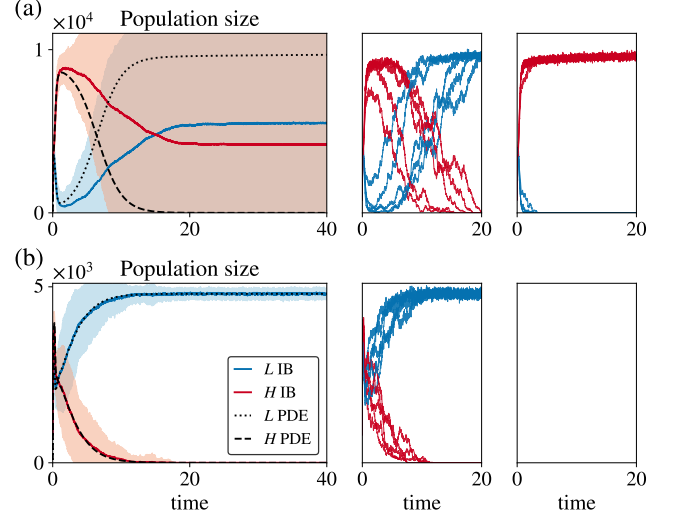 (a)
×10⁴ Population size
1
0
0 20 40
0 20
0 20
(b)
×10³ Population size
5
0
L IB
H IB
L PDE
H PDE
0 20 40
0 20
0 20
time time time